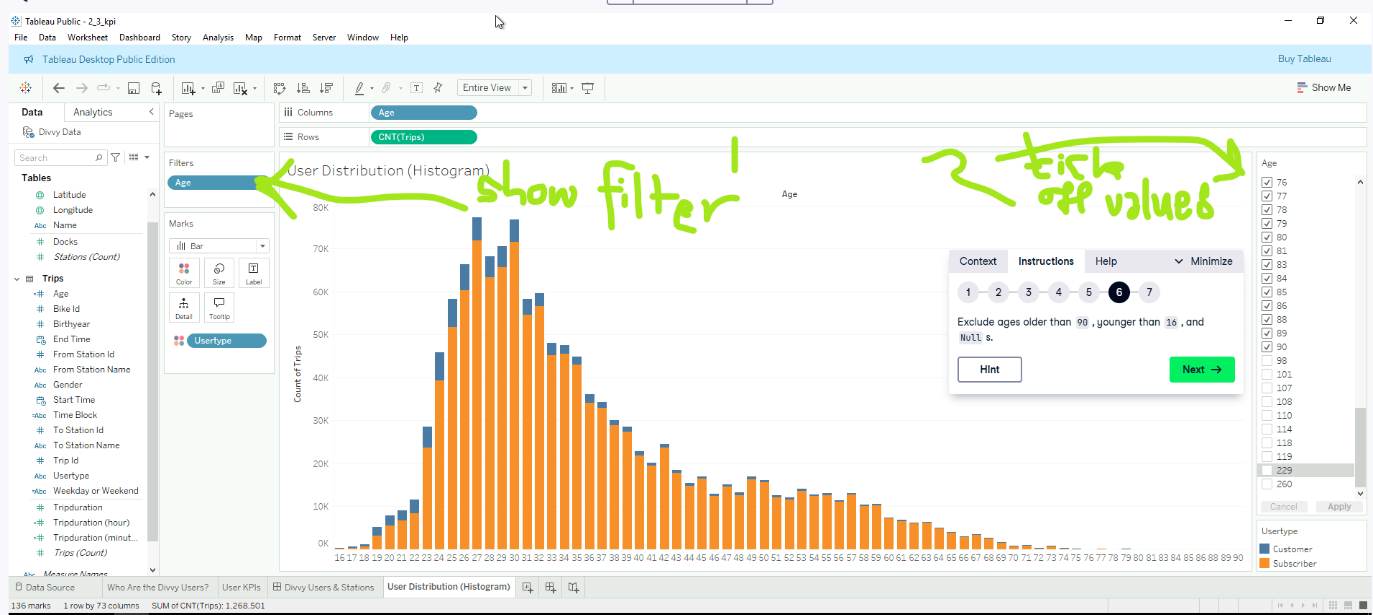 Tableau Public - 2_3_kpi
File Data Worksheet Dashboard Story Analysis Map Format Server Window Help
Tableau Desktop Public Edition Buy Tableau
Entire View Show Me
Data Analytics
Divvy Data
Search
Tables
Latitude
Longitude
Abc Name
Docks
Stations (Count)
Trips
Age
Bike Id
Birthyear
End Time
From Station Id
Abc From Station Name
Abc Gender
Start Time
=Abc Time Block
To Station Id
Abc To Station Name
Trip Id
Abc Usertype
=Abc Weekday or Weekend
Tripduration
Tripduration (hour)
Tripduration (minut...
Trips (Count)
Abc Measure Names
Pages
Filters
Age
Marks
Bar
Color Size Label
Detail Tooltip
Usertype
Columns Age
Rows CNT(Trips)
User Distribution (Histogram)
Age
1
show filter
2
tick
off values
Count of Trips
80K
70K
60K
50K
40K
30K
20K
10K
0K
16 17 18 19 20 21 22 23 24 25 26 27 28 29 30 31 32 33 34 35 36 37 38 39 40 41 42 43 44 45 46 47 48 49 50 51 52 53 54 55 56 57 58 59 60 61 62 63 64 65 66 67 68 69 70 71 72 73 74 75 76 77 78 79 80 81 83 84 85 86 88 89 90
Context Instructions Help Minimize
1 2 3 4 5 6 7
Exclude ages older than 90 , younger than 16 , and
Null s.
Hint Next →
Age
76
77
78
79
80
81
83
84
85
86
88
89
90
98
101
107
108
110
114
118
119
229
260
Cancel Apply
Usertype
Customer
Subscriber
Data Source Who Are the Divvy Users? User KPIs Divvy Users & Stations User Distribution (Histogram)
136 marks 1 row by 73 columns SUM of CNT(Trips): 1.268.501